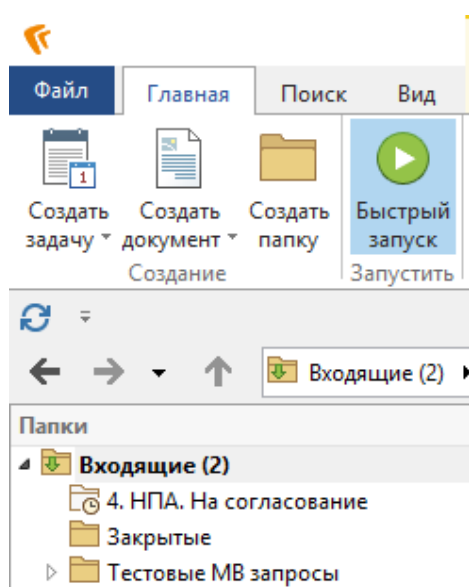 Файл Главная Поиск Вид
1
Создать Создать Создать Быстрый
задачу документ папку запуск
Создание Запустить
Входящие (2)
Папки
Входящие (2)
4. НПА. На согласование
Закрытые
Тестовые МВ запросы